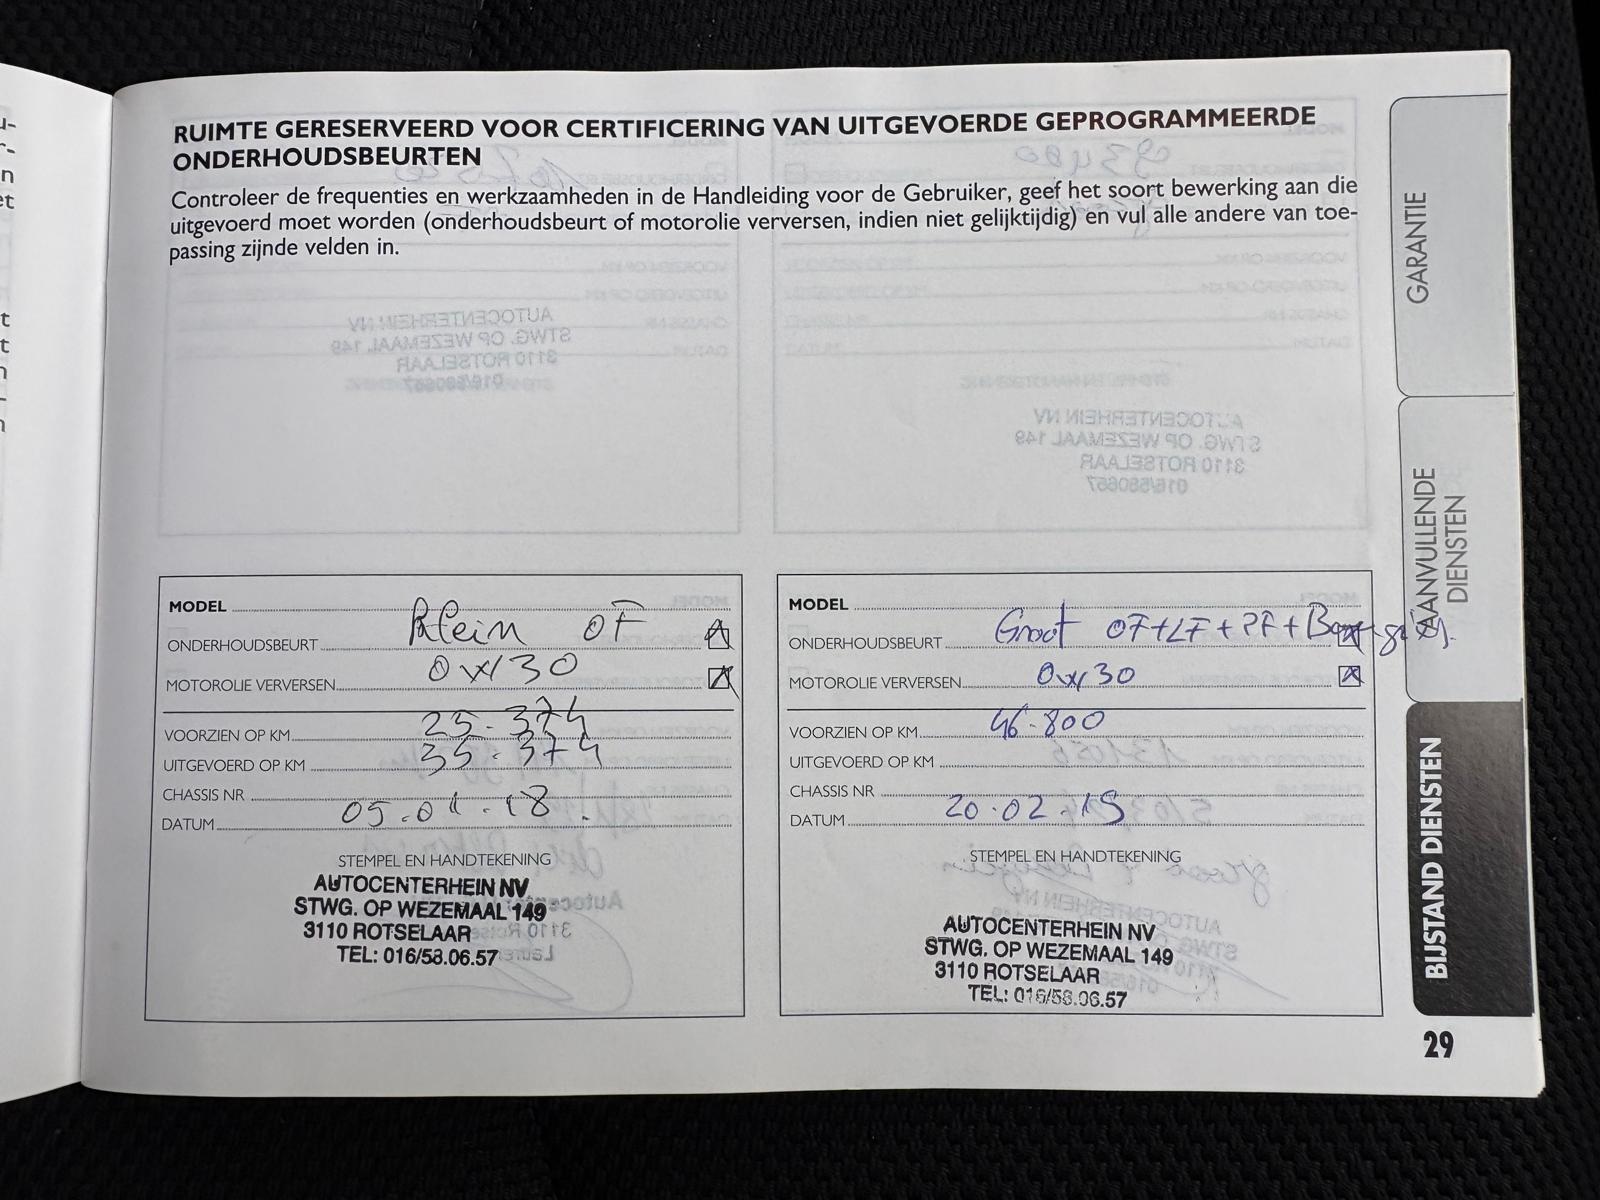 RUIMTE GERESERVEERD VOOR CERTIFICERING VAN UITGEVOERDE GEPROGRAMMEERDE
ONDERHOUDSBEURTEN
Controleer de frequenties en werkzaamheden in de Handleiding voor de Gebruiker, geef het soort bewerking aan die
uitgevoerd moet worden (onderhoudsbeurt of motorolie verversen, indien niet gelijktijdig) en vul alle andere van toe-
passing zijnde velden in.
MODEL
ONDERHOUDSBEURT Klein OF
MOTOROLIE VERVERSEN 0W30
VOORZIEN OP KM 25.374
UITGEVOERD OP KM 35.374
CHASSIS NR
DATUM 05.01.18
STEMPEL EN HANDTEKENING
AUTOCENTERHEIN NV
STWG. OP WEZEMAAL 149
3110 ROTSELAAR
TEL: 016/58.06.57
MODEL
ONDERHOUDSBEURT Groot OF+LF+PF+
MOTOROLIE VERVERSEN 0W30
VOORZIEN OP KM 46.800
UITGEVOERD OP KM
CHASSIS NR
DATUM 20.02.19
STEMPEL EN HANDTEKENING
AUTOCENTERHEIN NV
STWG. OP WEZEMAAL 149
3110 ROTSELAAR
TEL: 016/58.06.57
GARANTIE
AANVULLENDE
DIENSTEN
BIJSTAND DIENSTEN
29